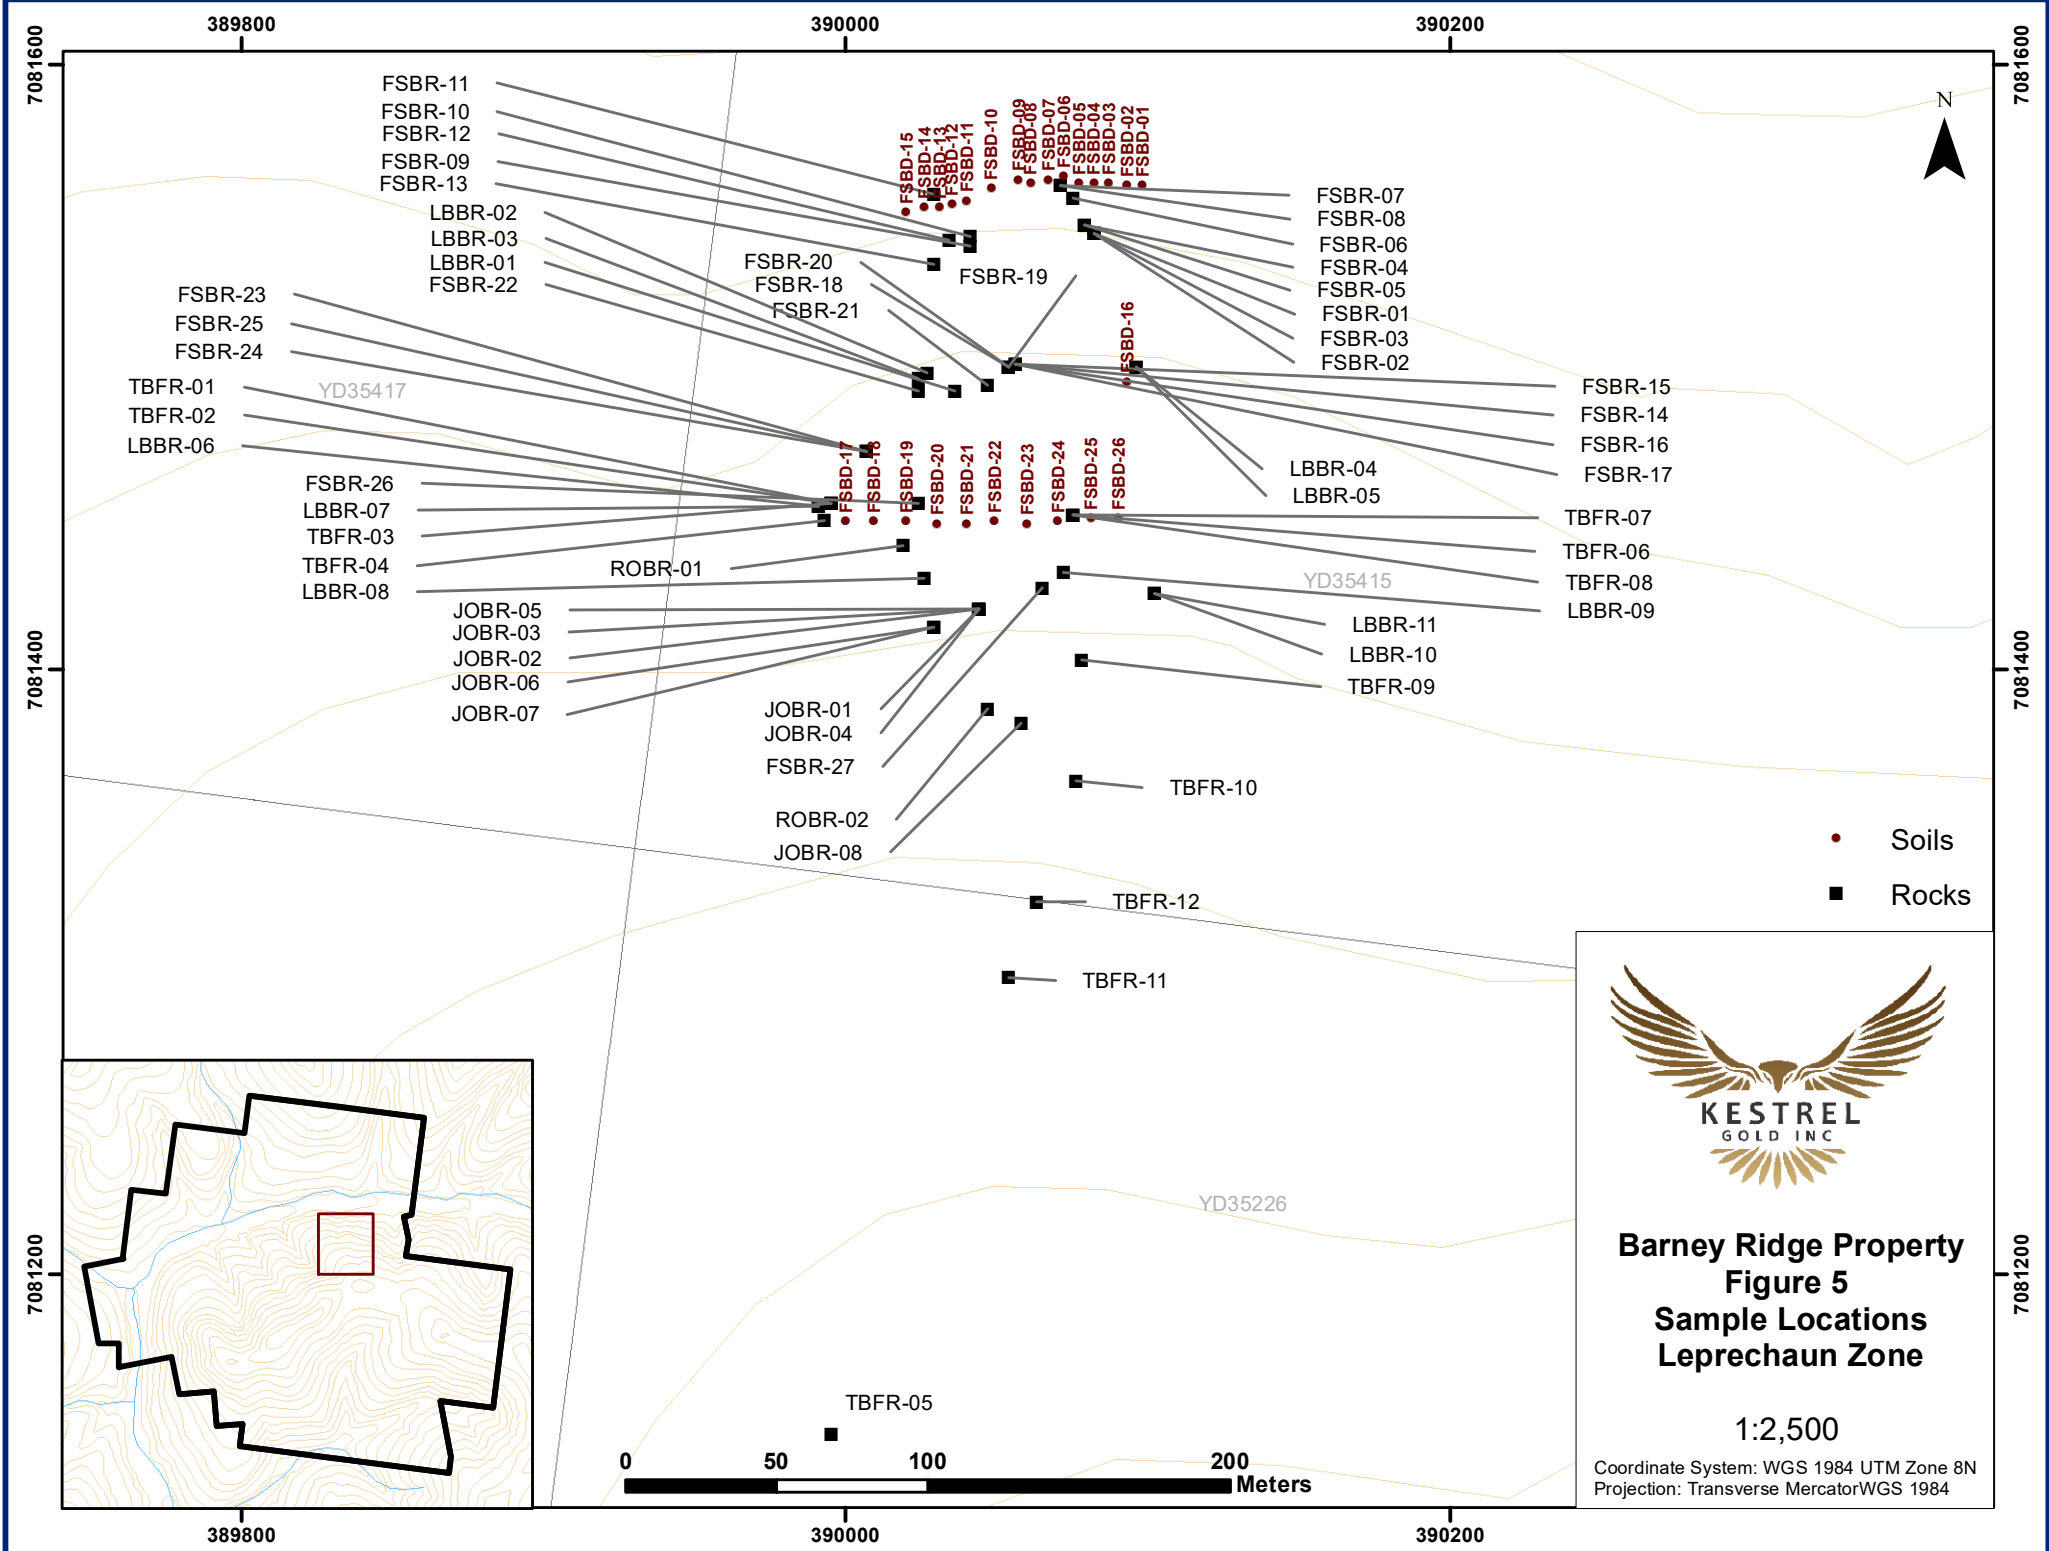 389800
390000
390200
7081600
7081600
FSBR-11
FSBR-10
FSBR-12
FSBR-09
FSBR-13
LBBR-02
LBBR-03
LBBR-01
FSBR-22
FSBR-23
FSBR-25
FSBR-24
TBFR-01
TBFR-02
LBBR-06
FSBR-26
LBBR-07
TBFR-03
TBFR-04
LBBR-08
YD35417
FSBD-15
FSBD-14
FSBD-13
FSBD-12
FSBD-11
FSBD-10
FSBD-09
FSBD-08
FSBD-07
FSBD-06
FSBD-05
FSBD-04
FSBD-03
FSBD-02
FSBD-01
N
FSBR-20
FSBR-18
FSBR-21
FSBR-19
FSBR-07
FSBR-08
FSBR-06
FSBR-04
FSBR-05
FSBR-01
FSBR-03
FSBR-02
FSBD-16
FSBR-15
FSBR-14
FSBR-16
FSBR-17
LBBR-04
LBBR-05
FSBD-17
FSBD-18
FSBD-19
FSBD-20
FSBD-21
FSBD-22
FSBD-23
FSBD-24
FSBD-25
FSBD-26
TBFR-07
TBFR-06
TBFR-08
LBBR-09
YD35415
ROBR-01
JOBR-05
JOBR-03
JOBR-02
JOBR-06
JOBR-07
LBBR-11
LBBR-10
TBFR-09
7081400
7081400
JOBR-01
JOBR-04
FSBR-27
ROBR-02
JOBR-08
TBFR-10
TBFR-12
TBFR-11
Soils
Rocks
KESTREL
GOLD INC
YD35226
7081200
7081200
Barney Ridge Property
Figure 5
Sample Locations
Leprechaun Zone
1:2,500
Coordinate System: WGS 1984 UTM Zone 8N
Projection: Transverse MercatorWGS 1984
TBFR-05
0
50
100
200
Meters
389800
390000
390200